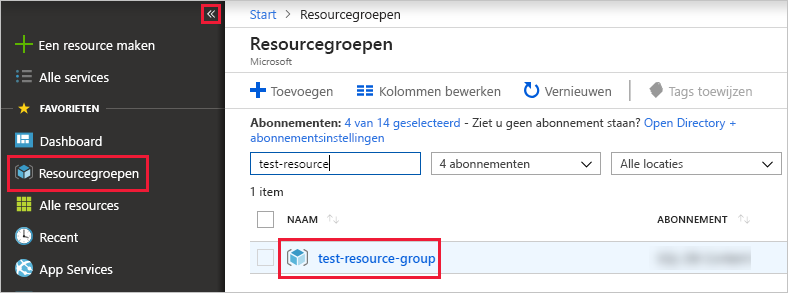 «
Een resource maken
Alle services
FAVORIETEN
Dashboard
Resourcegroepen
Alle resources
Recent
App Services
Start > Resourcegroepen
Resourcegroepen
Microsoft
Toevoegen Kolommen bewerken Vernieuwen Tags toewijzen
Abonnementen: 4 van 14 geselecteerd - Ziet u geen abonnement staan? Open Directory +
abonnementsinstellingen
test-resource 4 abonnementen Alle locaties
1 item
NAAM ABONNEMENT
test-resource-group